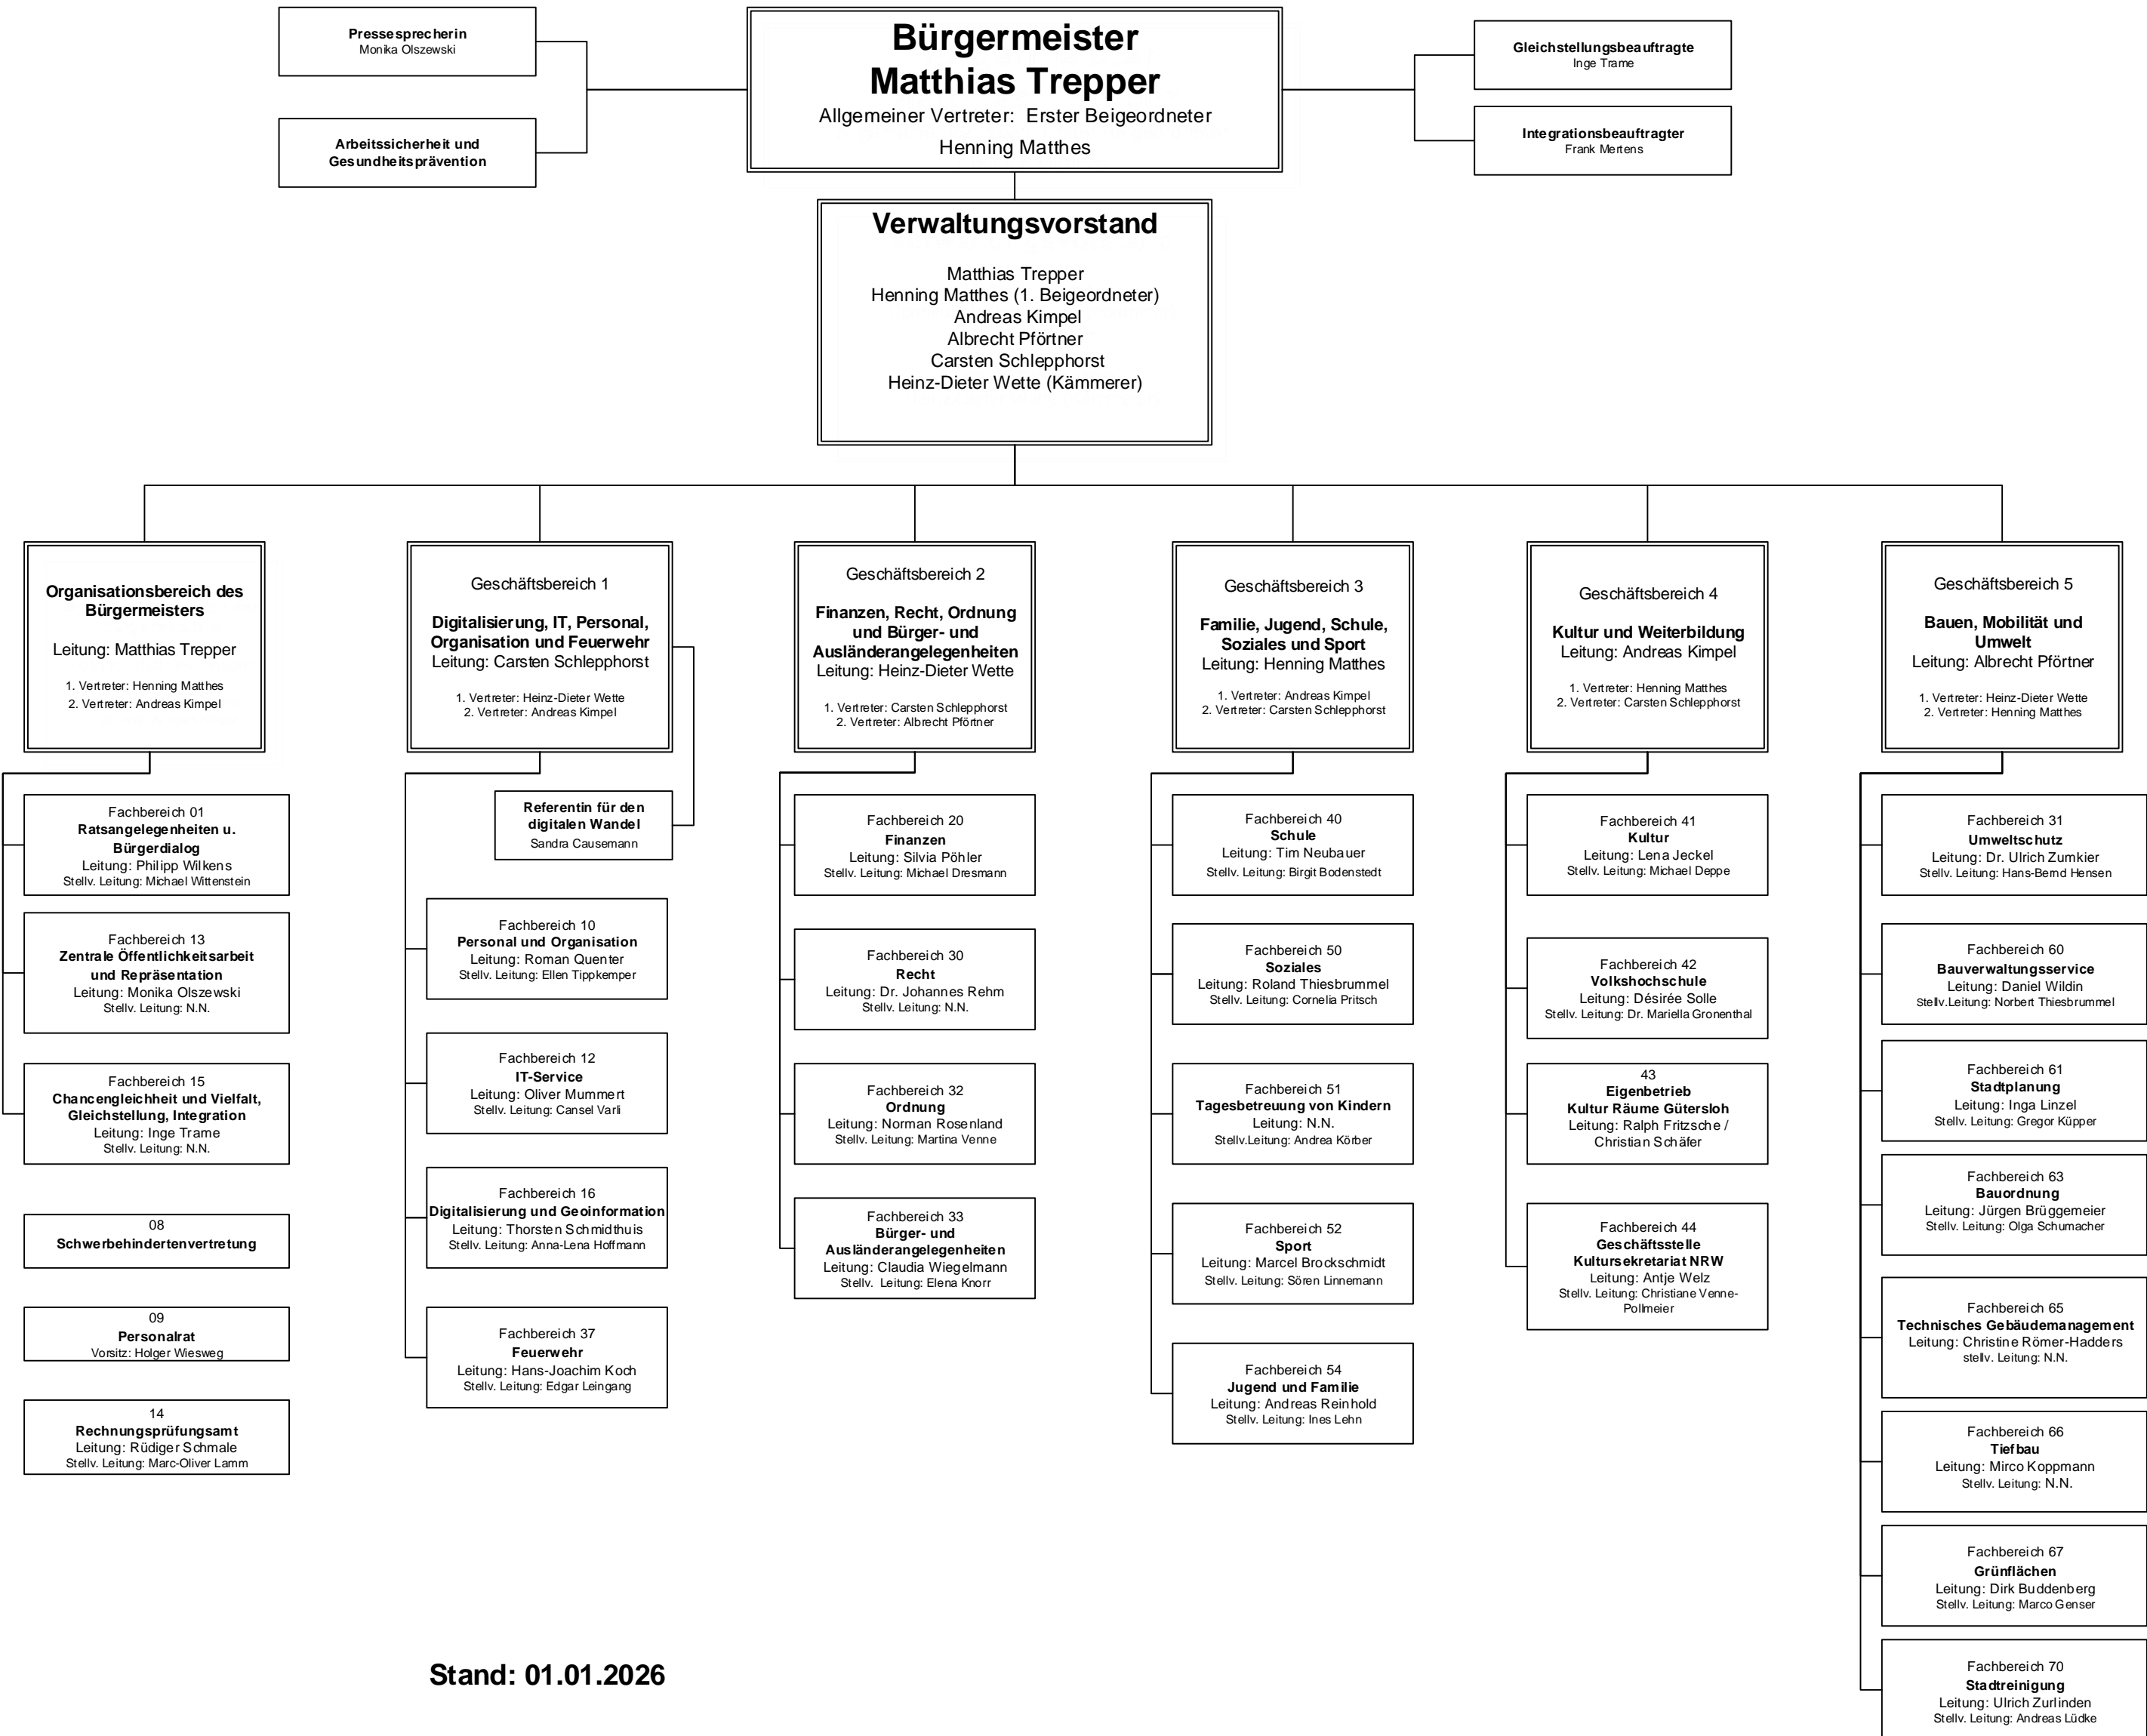 Pressesprecherin
Monika Olszewski
Arbeitssicherheit und
Gesundheitsprävention
Bürgermeister
Matthias Trepper
Allgemeiner Vertreter: Erster Beigeordneter
Henning Matthes
Gleichstellungsbeauftragte
Inge Trame
Integrationsbeauftragter
Frank Mertens
Verwaltungsvorstand
Matthias Trepper
Henning Matthes (1. Beigeordneter)
Andreas Kimpel
Albrecht Pförtner
Carsten Schlepphorst
Heinz-Dieter Wette (Kämmerer)
Organisationsbereich des
Bürgermeisters
Leitung: Matthias Trepper
1. Vertreter: Henning Matthes
2. Vertreter: Andreas Kimpel
Fachbereich 01
Ratsangelegenheiten u.
Bürgerdialog
Leitung: Philipp Wilkens
Stellv. Leitung: Michael Wittenstein
Fachbereich 13
Zentrale Öffentlichkeitsarbeit
und Repräsentation
Leitung: Monika Olszewski
Stellv. Leitung: N.N.
Fachbereich 15
Chancengleichheit und Vielfalt,
Gleichstellung, Integration
Leitung: Inge Trame
Stellv. Leitung: N.N.
08
Schwerbehindertenvertretung
09
Personalrat
Vorsitz: Holger Wiesweg
14
Rechnungsprüfungsamt
Leitung: Rüdiger Schmale
Stellv. Leitung: Marc-Oliver Lamm
Geschäftsbereich 1
Digitalisierung, IT, Personal,
Organisation und Feuerwehr
Leitung: Carsten Schlepphorst
1. Vertreter: Heinz-Dieter Wette
2. Vertreter: Andreas Kimpel
Referentin für den
digitalen Wandel
Sandra Causemann
Fachbereich 10
Personal und Organisation
Leitung: Roman Quenter
Stellv. Leitung: Ellen Tippkemper
Fachbereich 12
IT-Service
Leitung: Oliver Mummert
Stellv. Leitung: Cansel Varli
Fachbereich 16
Digitalisierung und Geoinformation
Leitung: Thorsten Schmidthuis
Stellv. Leitung: Anna-Lena Hoffmann
Fachbereich 37
Feuerwehr
Leitung: Hans-Joachim Koch
Stellv. Leitung: Edgar Leingang
Geschäftsbereich 2
Finanzen, Recht, Ordnung
und Bürger- und
Ausländerangelegenheiten
Leitung: Heinz-Dieter Wette
1. Vertreter: Carsten Schlepphorst
2. Vertreter: Albrecht Pförtner
Fachbereich 20
Finanzen
Leitung: Silvia Pöhler
Stellv. Leitung: Michael Dresmann
Fachbereich 30
Recht
Leitung: Dr. Johannes Rehm
Stellv. Leitung: N.N.
Fachbereich 32
Ordnung
Leitung: Norman Rosenland
Stellv. Leitung: Martina Venne
Fachbereich 33
Bürger- und
Ausländerangelegenheiten
Leitung: Claudia Wiegelmann
Stellv. Leitung: Elena Knorr
Geschäftsbereich 3
Familie, Jugend, Schule,
Soziales und Sport
Leitung: Henning Matthes
1. Vertreter: Andreas Kimpel
2. Vertreter: Carsten Schlepphorst
Fachbereich 40
Schule
Leitung: Tim Neubauer
Stellv. Leitung: Birgit Bodenstedt
Fachbereich 50
Soziales
Leitung: Roland Thiesbrummel
Stellv. Leitung: Cornelia Pritsch
Fachbereich 51
Tagesbetreuung von Kindern
Leitung: N.N.
Stellv.Leitung: Andrea Körber
Fachbereich 52
Sport
Leitung: Marcel Brockschmidt
Stellv. Leitung: Sören Linnemann
Fachbereich 54
Jugend und Familie
Leitung: Andreas Reinhold
Stellv. Leitung: Ines Lehn
Geschäftsbereich 4
Kultur und Weiterbildung
Leitung: Andreas Kimpel
1. Vertreter: Henning Matthes
2. Vertreter: Carsten Schlepphorst
Fachbereich 41
Kultur
Leitung: Lena Jeckel
Stellv. Leitung: Michael Deppe
Fachbereich 42
Volkshochschule
Leitung: Désirée Solle
Stellv. Leitung: Dr. Mariella Gronenthal
43
Eigenbetrieb
Kultur Räume Gütersloh
Leitung: Ralph Fritzsche /
Christian Schäfer
Fachbereich 44
Geschäftsstelle
Kultursekretariat NRW
Leitung: Antje Welz
Stellv. Leitung: Christiane Venne-
Pollmeier
Geschäftsbereich 5
Bauen, Mobilität und
Umwelt
Leitung: Albrecht Pförtner
1. Vertreter: Heinz-Dieter Wette
2. Vertreter: Henning Matthes
Fachbereich 31
Umweltschutz
Leitung: Dr. Ulrich Zumkier
Stellv. Leitung: Hans-Bernd Hensen
Fachbereich 60
Bauverwaltungsservice
Leitung: Daniel Wildin
Stellv.Leitung: Norbert Thiesbrummel
Fachbereich 61
Stadtplanung
Leitung: Inga Linzel
Stellv. Leitung: Gregor Küpper
Fachbereich 63
Bauordnung
Leitung: Jürgen Brüggemeier
Stellv. Leitung: Olga Schumacher
Fachbereich 65
Technisches Gebäudemanagement
Leitung: Christine Römer-Hadders
stellv. Leitung: N.N.
Fachbereich 66
Tiefbau
Leitung: Mirco Koppmann
Stellv. Leitung: N.N.
Fachbereich 67
Grünflächen
Leitung: Dirk Buddenberg
Stellv. Leitung: Marco Genser
Fachbereich 70
Stadtreinigung
Leitung: Ulrich Zurlinden
Stellv. Leitung: Andreas Lüdke
Stand: 01.01.2026